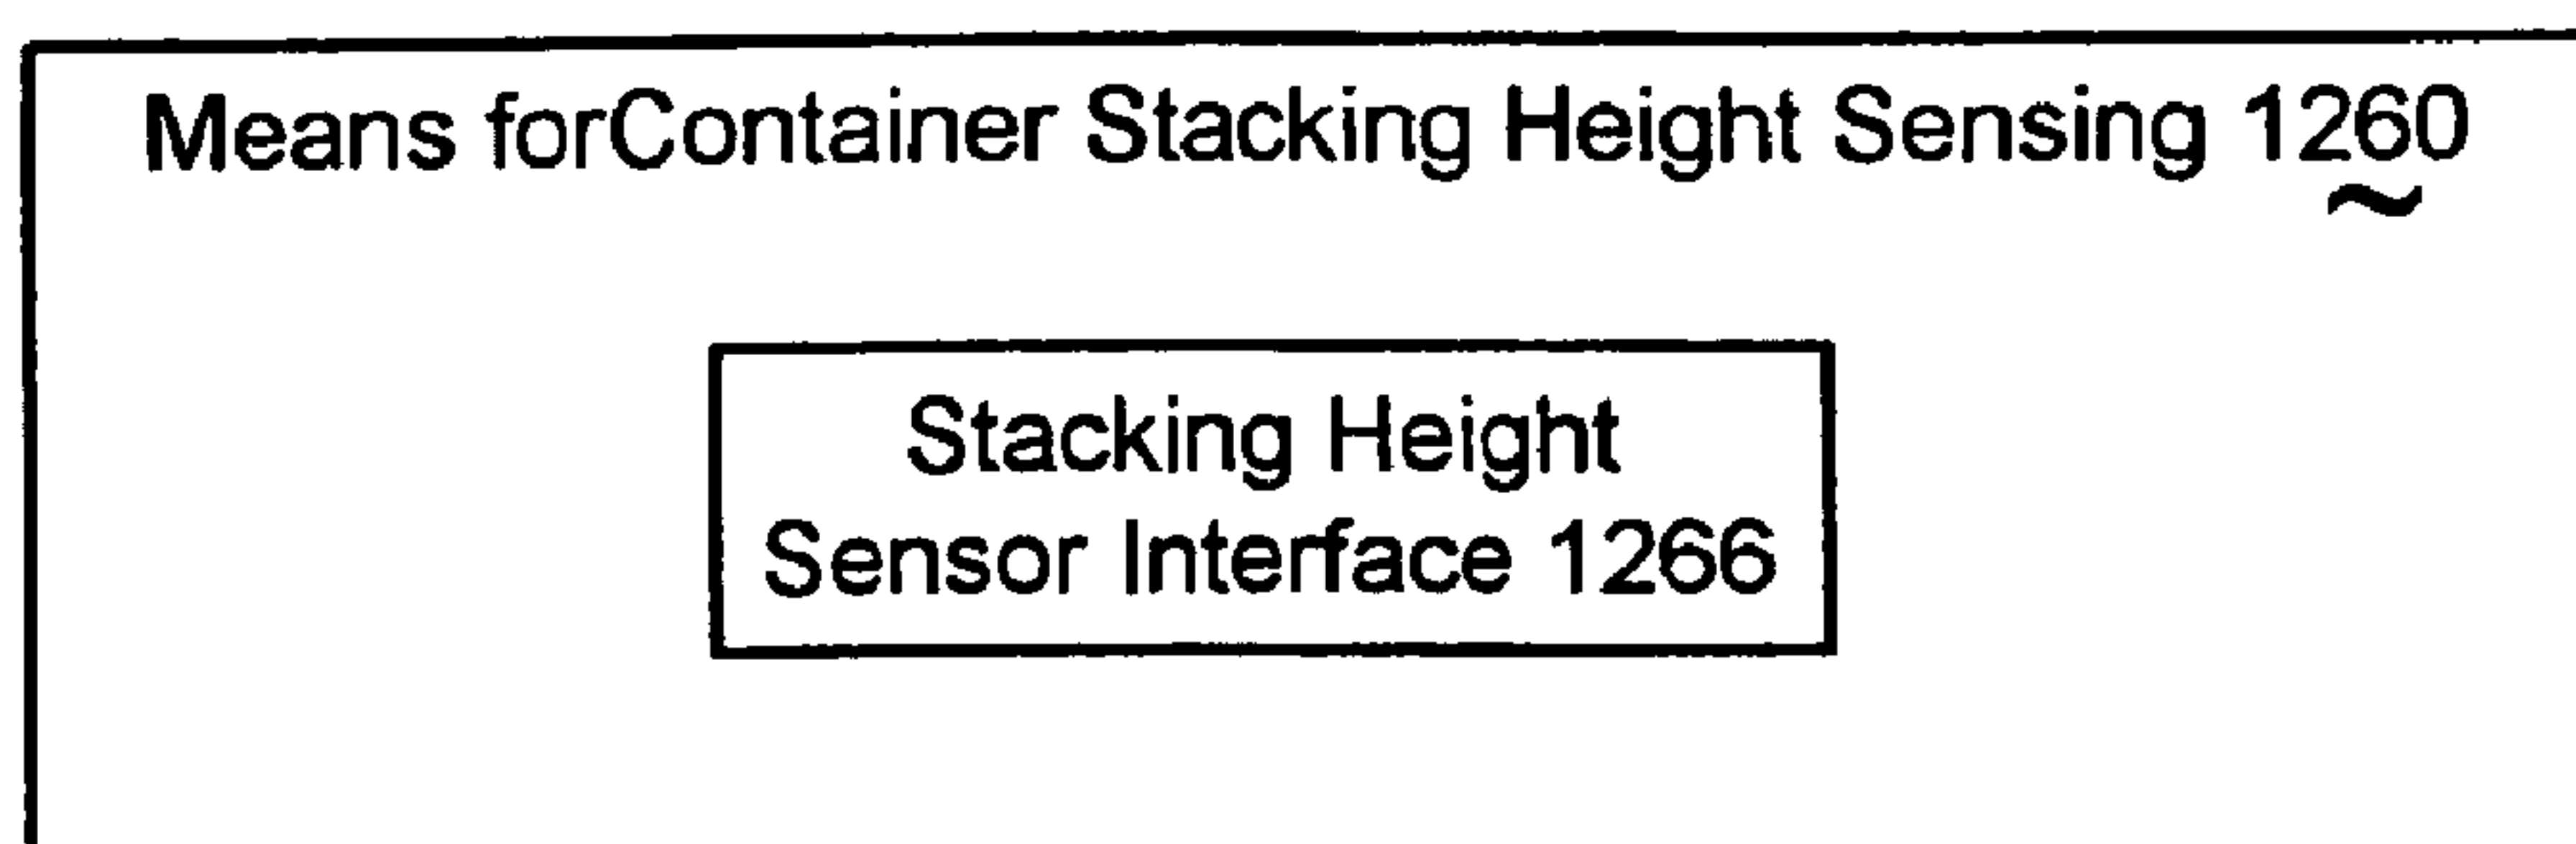 Means forContainer Stacking Height Sensing 1260
Stacking Height
Sensor Interface 1266